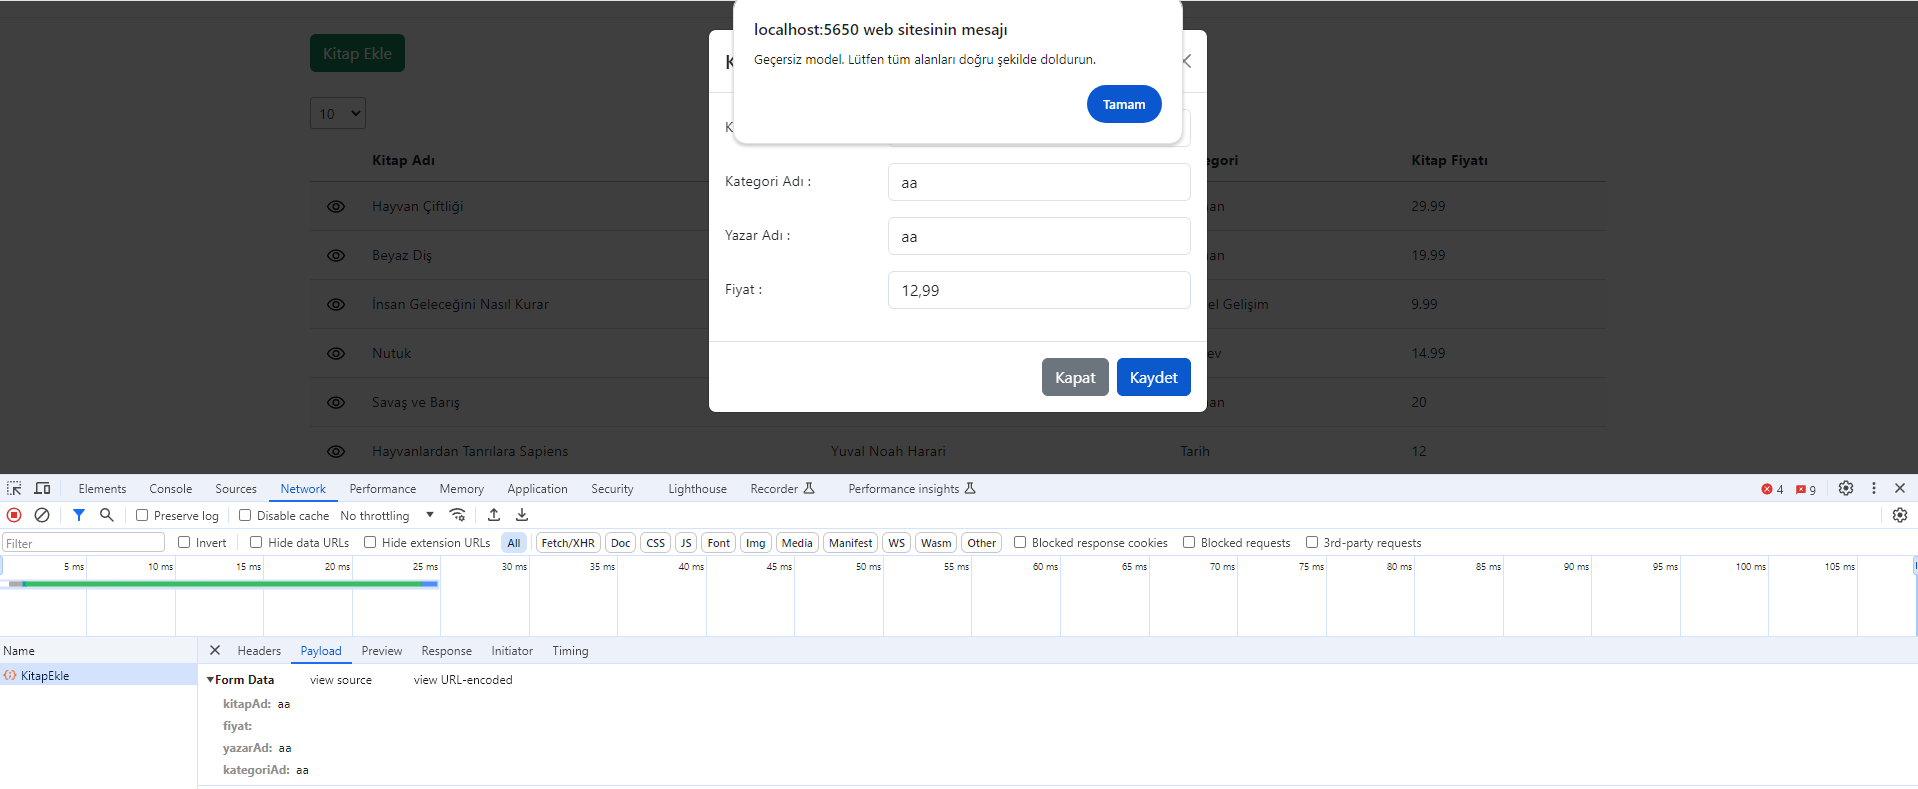 localhost:5650 web sitesinin mesajı
Geçersiz model. Lütfen tüm alanları doğru şekilde doldurun.
Tamam
Kitap Ekle
10
Kitap Adı
egori
Kitap Fiyatı
Hayvan Çiftliği
an
29.99
Beyaz Diş
an
19.99
İnsan Geleceğini Nasıl Kurar
el Gelişim
9.99
Nutuk
ev
14.99
Savaş ve Barış
an
20
Hayvanlardan Tanrılara Sapiens
Yuval Noah Harari
Tarih
12
K
K
Kategori Adı :
aa
Yazar Adı :
aa
Fiyat :
12,99
Kapat
Kaydet
Elements Console Sources Network Performance Memory Application Security Lighthouse Recorder Performance insights 4 9
Preserve log Disable cache No throttling
Filter Invert Hide data URLs Hide extension URLs All Fetch/XHR Doc CSS JS Font Img Media Manifest WS Wasm Other Blocked response cookies Blocked requests 3rd-party requests
5 ms 10 ms 15 ms 20 ms 25 ms 30 ms 35 ms 40 ms 45 ms 50 ms 55 ms 60 ms 65 ms 70 ms 75 ms 80 ms 85 ms 90 ms 95 ms 100 ms 105 ms
Name
KitapEkle
Headers Payload Preview Response Initiator Timing
Form Data view source view URL-encoded
kitapAd: aa
fiyat:
yazarAd: aa
kategoriAd: aa